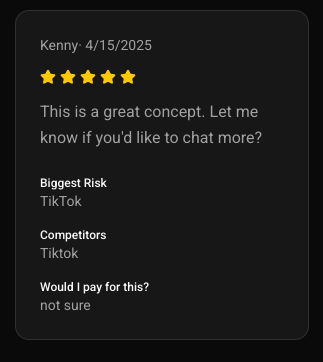 Kenny· 4/15/2025
This is a great concept. Let me
know if you'd like to chat more?
Biggest Risk
TikTok
Competitors
Tiktok
Would I pay for this?
not sure